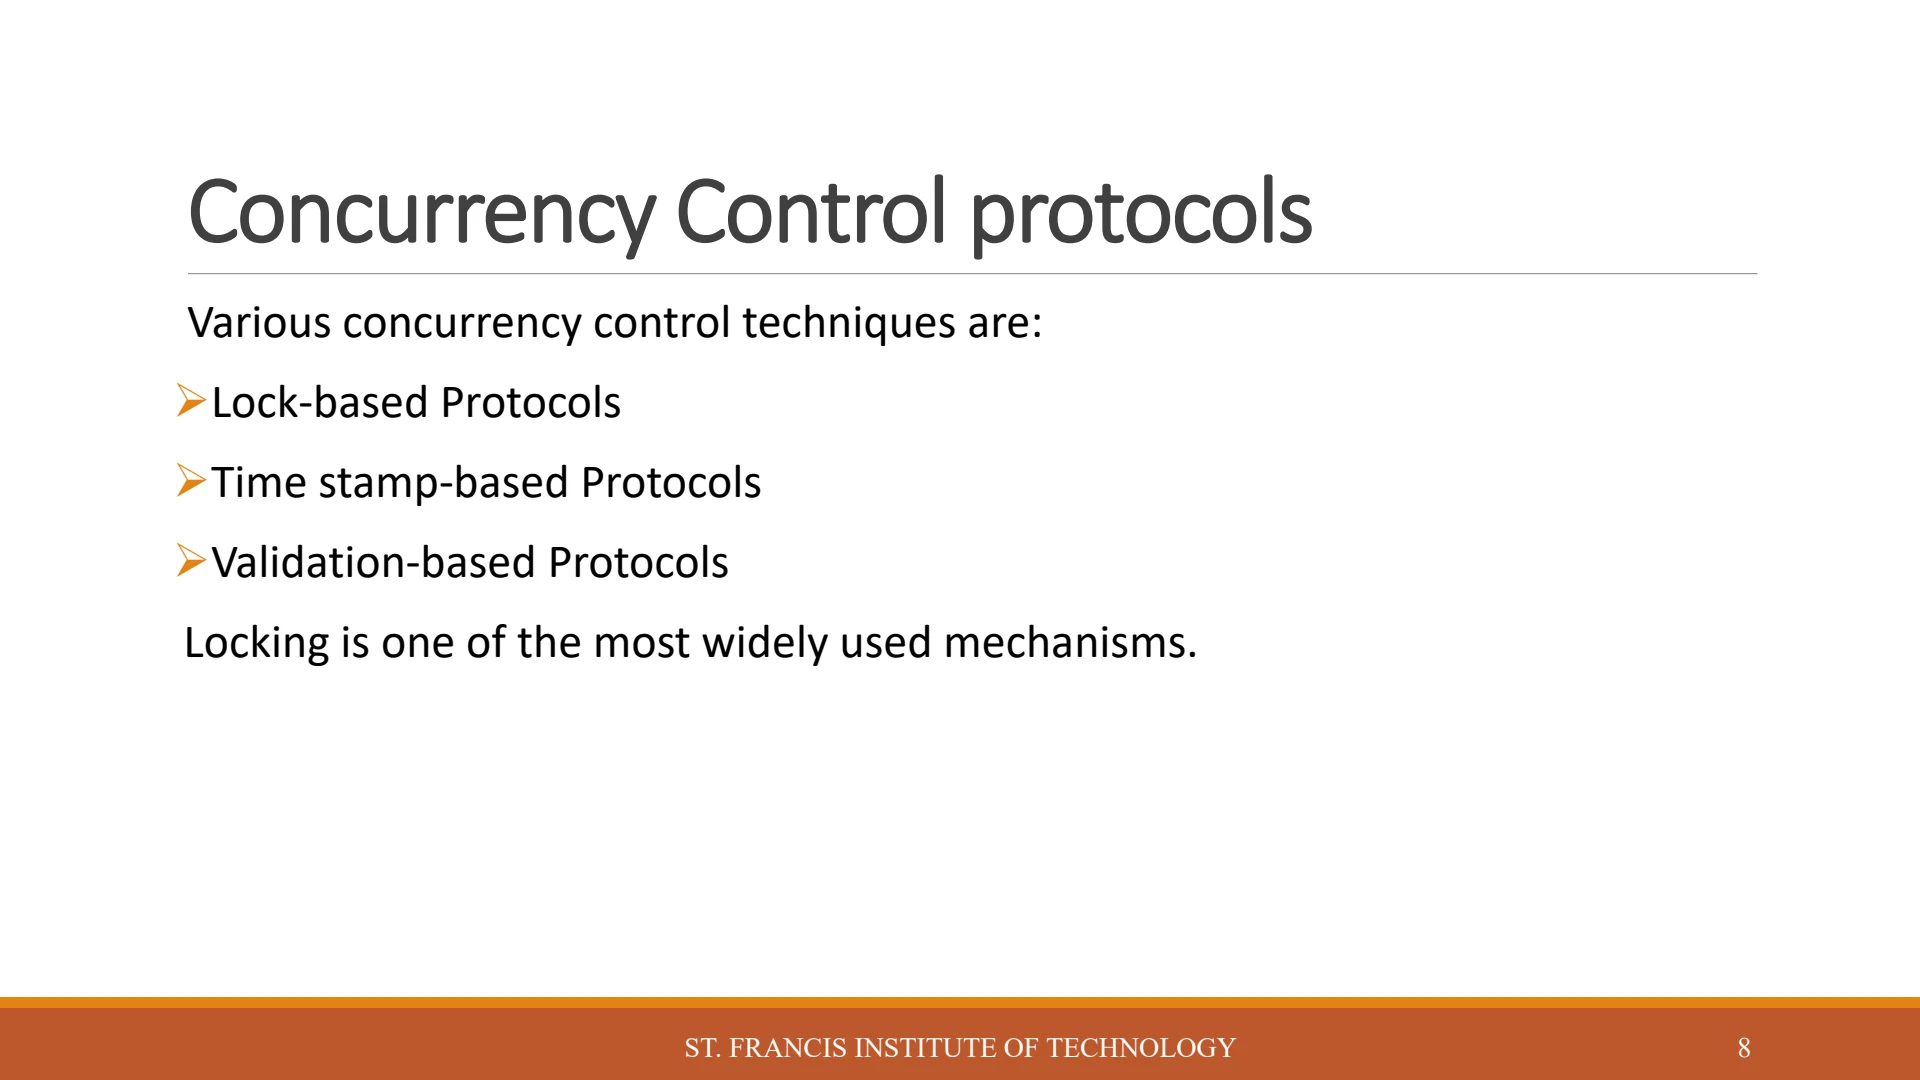 Concurrency Control protocols
Various concurrency control techniques are:
Lock-based Protocols
Time stamp-based Protocols
Validation-based Protocols
Locking is one of the most widely used mechanisms.
ST. FRANCIS INSTITUTE OF TECHNOLOGY
8